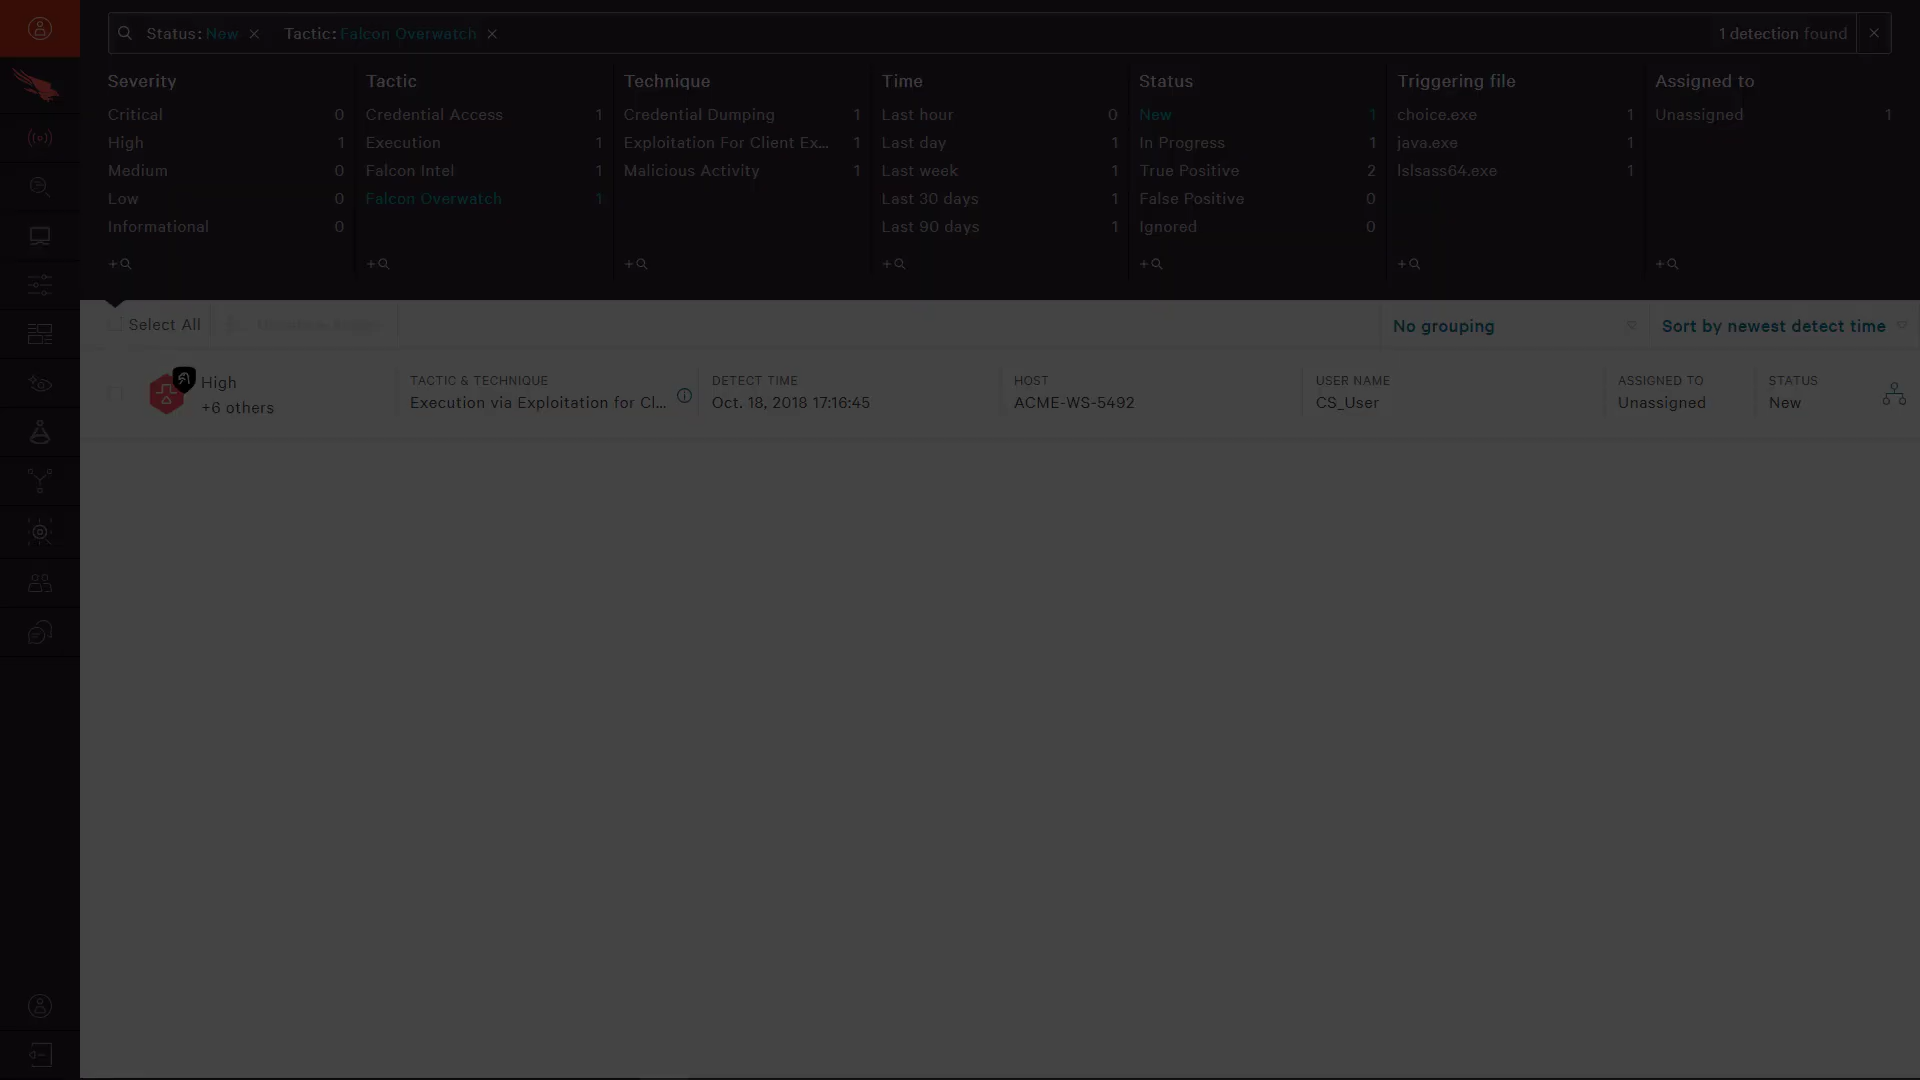 Status: New Tactic: Falcon Overwatch 1 detection found
Severity
Critical 0
High 1
Medium 0
Low 0
Informational 0
Tactic
Credential Access 1
Execution 1
Falcon Intel 1
Falcon Overwatch 1
Technique
Credential Dumping 1
Exploitation For Client Ex... 1
Malicious Activity 1
Time
Last hour 0
Last day 1
Last week 1
Last 30 days 1
Last 90 days 1
Status
New 1
In Progress 1
True Positive 2
False Positive 0
Ignored 0
Triggering file
choice.exe 1
java.exe 1
lslsass64.exe 1
Assigned to
Unassigned 1
Select All
No grouping
Sort by newest detect time
High
+6 others
TACTIC & TECHNIQUE
Execution via Exploitation for Cl...
DETECT TIME
Oct. 18, 2018 17:16:45
HOST
ACME-WS-5492
USER NAME
CS_User
ASSIGNED TO
Unassigned
STATUS
New